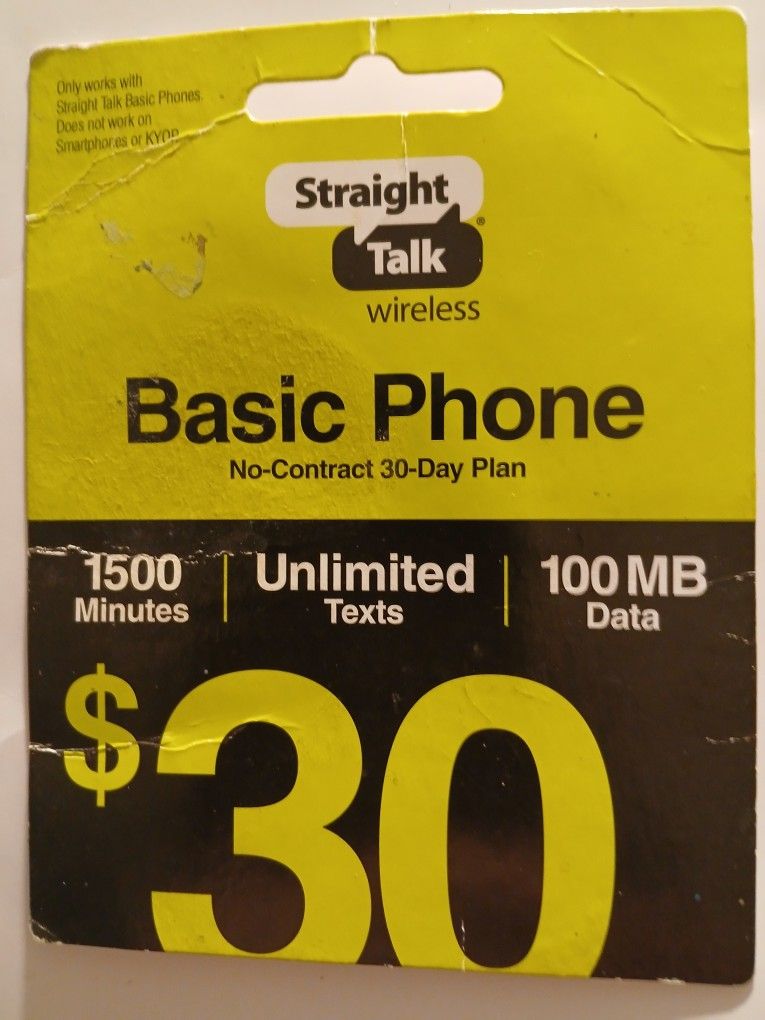 Only works with
Straight Talk Basic Phones.
Does not work on
Smartphones or KYOP
Straight
Talk®
wireless
Basic Phone
No-Contract 30-Day Plan
1500 Minutes
Unlimited Texts
100 MB Data
$30